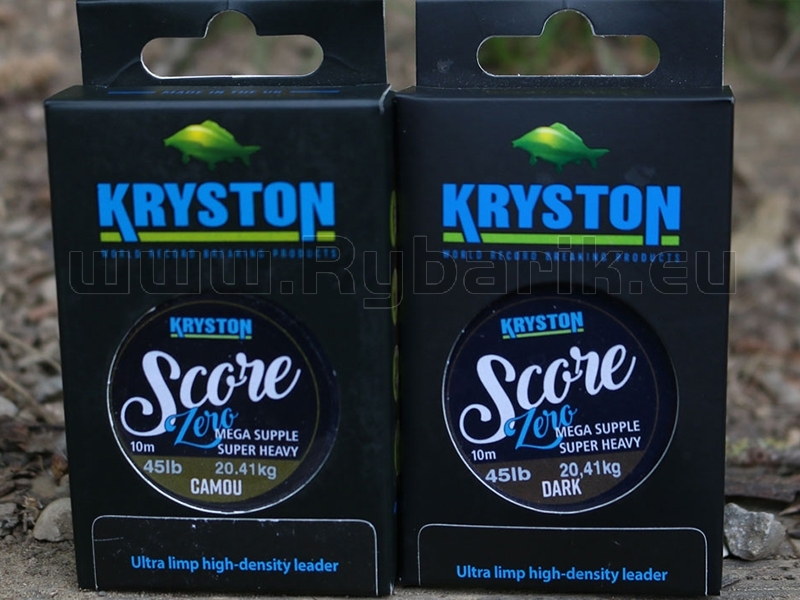 MADE IN THE UK
KRYSTON
WORLD RECORD BREAKING PRODUCTS
KRYSTON
Score
Zero
MEGA SUPPLE
10m
SUPER HEAVY
45lb 20.41kg
CAMOU
Ultra limp high-density leader
KRYSTON
WORLD RECORD BREAKING PRODUCTS
KRYSTON
Score
Zero
MEGA SUPPLE
10m
SUPER HEAVY
45lb 20.41kg
DARK
Ultra limp high-density leader
www.Rybarik.eu